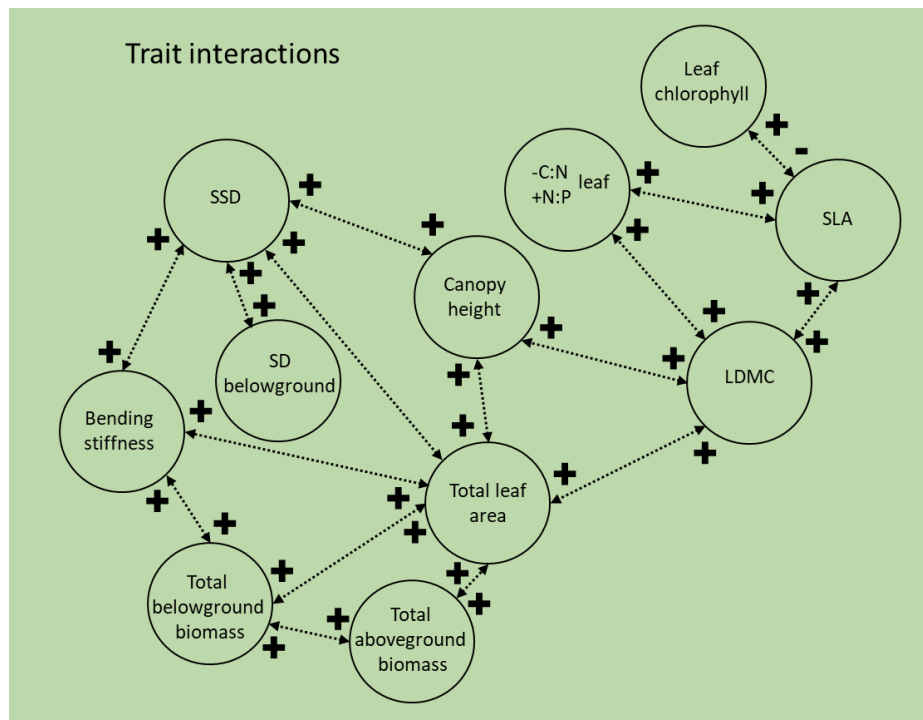 Trait interactions
Leaf
chlorophyll
+
-
-C:N
+N:P
leaf
+
+
SLA
SSD
+
+
+
+
+
+
+
Canopy
height
+
+
+
SD
belowground
+
+
+
+
LDMC
+
+
Bending
stiffness
+
+
+
+
+
Total leaf
area
+
+
+
+
+
+
Total
belowground
biomass
+
+
+
+
Total
aboveground
biomass